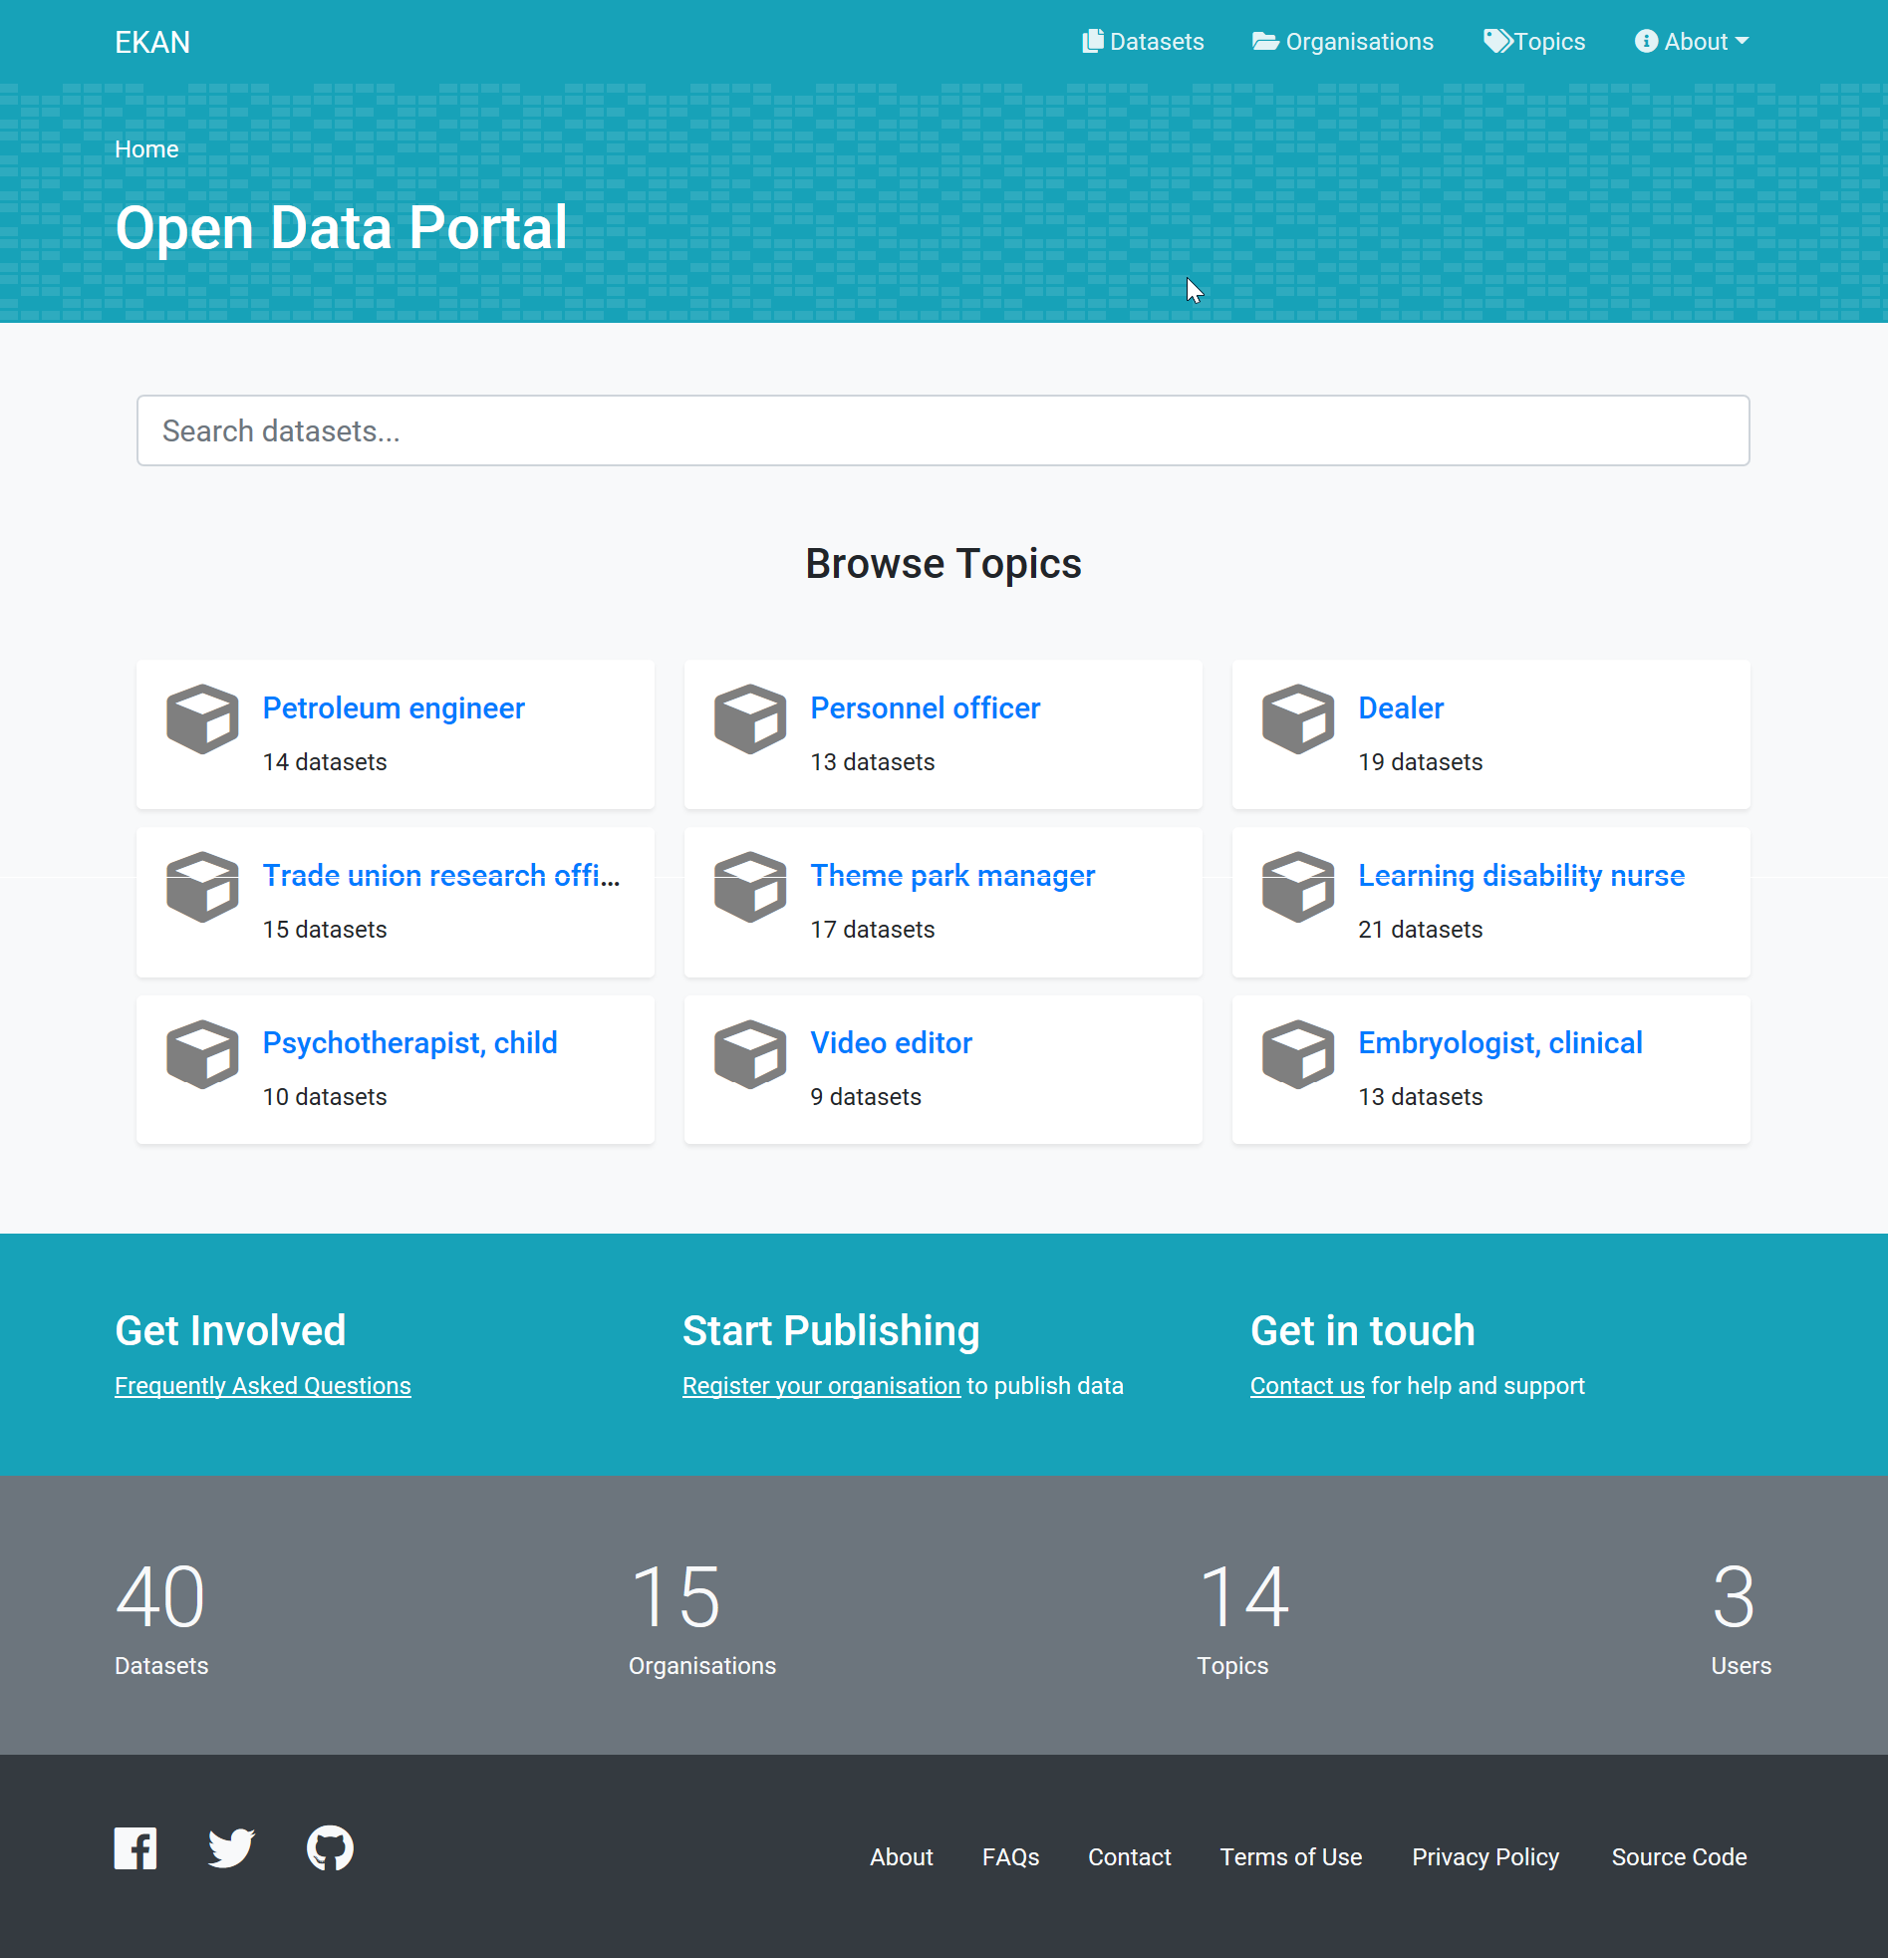 EKAN
Datasets
Organisations
Topics
About
Home
Open Data Portal
Search datasets...
Browse Topics
Petroleum engineer
14 datasets
Personnel officer
13 datasets
Dealer
19 datasets
Trade union research offi...
15 datasets
Theme park manager
17 datasets
Learning disability nurse
21 datasets
Psychotherapist, child
10 datasets
Video editor
9 datasets
Embryologist, clinical
13 datasets
Get Involved
Frequently Asked Questions
Start Publishing
Register your organisation to publish data
Get in touch
Contact us for help and support
40
Datasets
15
Organisations
14
Topics
3
Users
About
FAQs
Contact
Terms of Use
Privacy Policy
Source Code